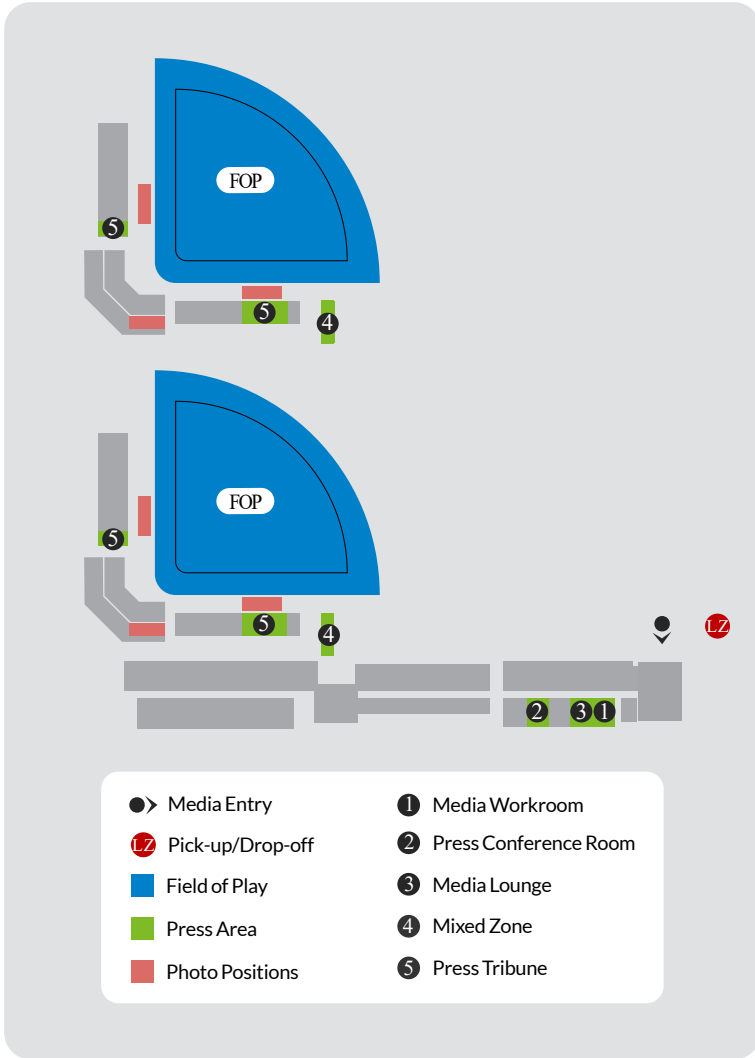 FOP
5
5
4
FOP
5
5
4
LZ
2
3
1
Media Entry
LZ Pick-up/Drop-off
Field of Play
Press Area
Photo Positions
1 Media Workroom
2 Press Conference Room
3 Media Lounge
4 Mixed Zone
5 Press Tribune